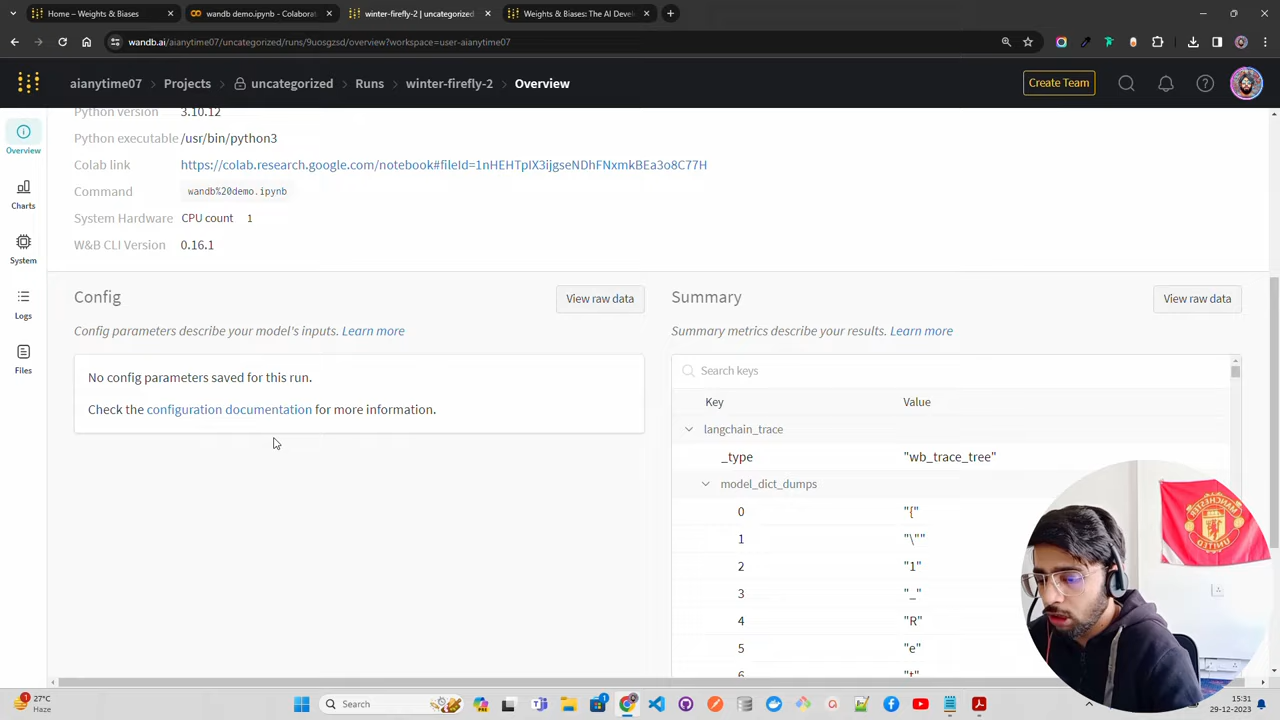 Home – Weights & Biases
wandb demo.ipynb - Colaborat
winter-firefly-2 | uncategorized
Weights & Biases: The AI Devel
wandb.ai/aianytime07/uncategorized/runs/9uosgzsd/overview?workspace=user-aianytime07
aianytime07 > Projects > uncategorized > Runs > winter-firefly-2 > Overview
Create Team
Overview
Charts
System
Logs
Files
Python version 3.10.12
Python executable /usr/bin/python3
Colab link https://colab.research.google.com/notebook#fileId=1nHEHTpIX3ijgseNDhFNxmkBEa3o8C77H
Command wandb%20demo.ipynb
System Hardware CPU count 1
W&B CLI Version 0.16.1
Config
View raw data
Config parameters describe your model's inputs. Learn more
No config parameters saved for this run.
Check the configuration documentation for more information.
Summary
View raw data
Summary metrics describe your results. Learn more
Search keys
Key Value
langchain_trace
_type "wb_trace_tree"
model_dict_dumps
0 "{"
1 "\""
2 "1"
3 "_"
4 "R"
5 "e"
6 "t"
MANCHESTER
UNITED
27°C
Haze
Search
15:31
29-12-2023